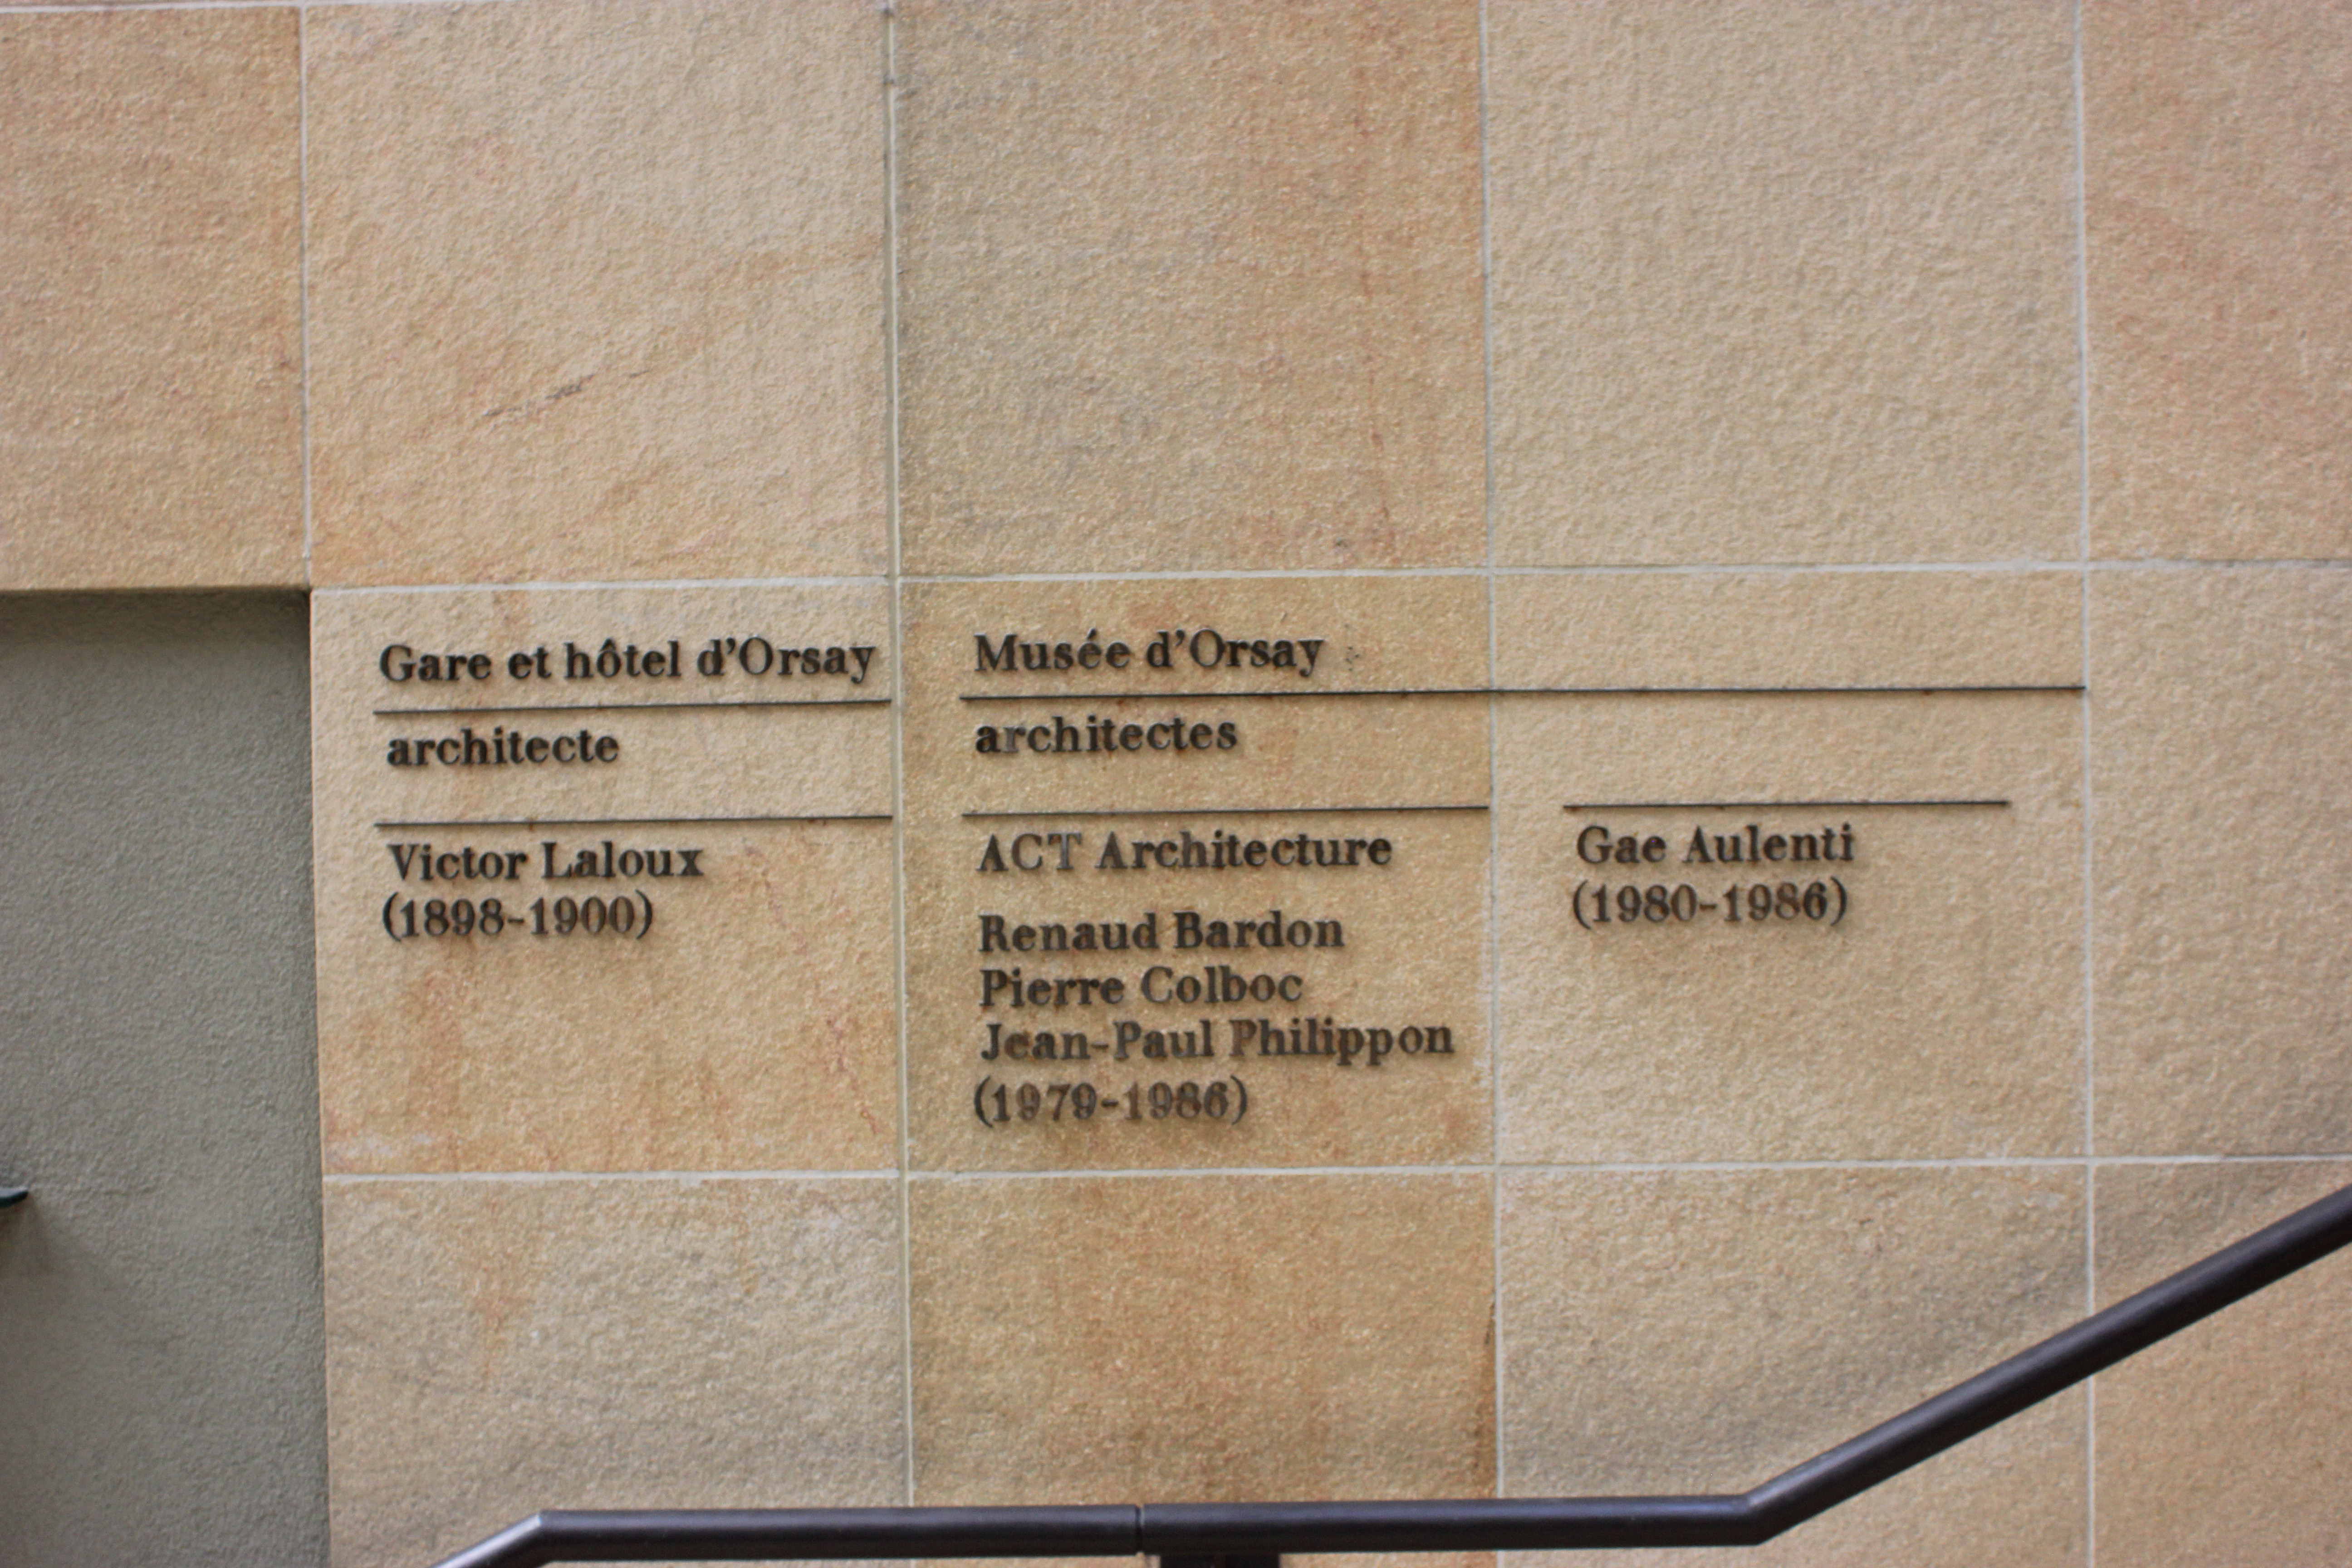 Gare et hôtel d'Orsay
architecte
Victor Laloux
(1898-1900)
Musée d'Orsay
architectes
ACT Architecture
Renaud Bardon
Pierre Colboc
Jean-Paul Philippon
(1979-1986)
Gae Aulenti
(1980-1986)